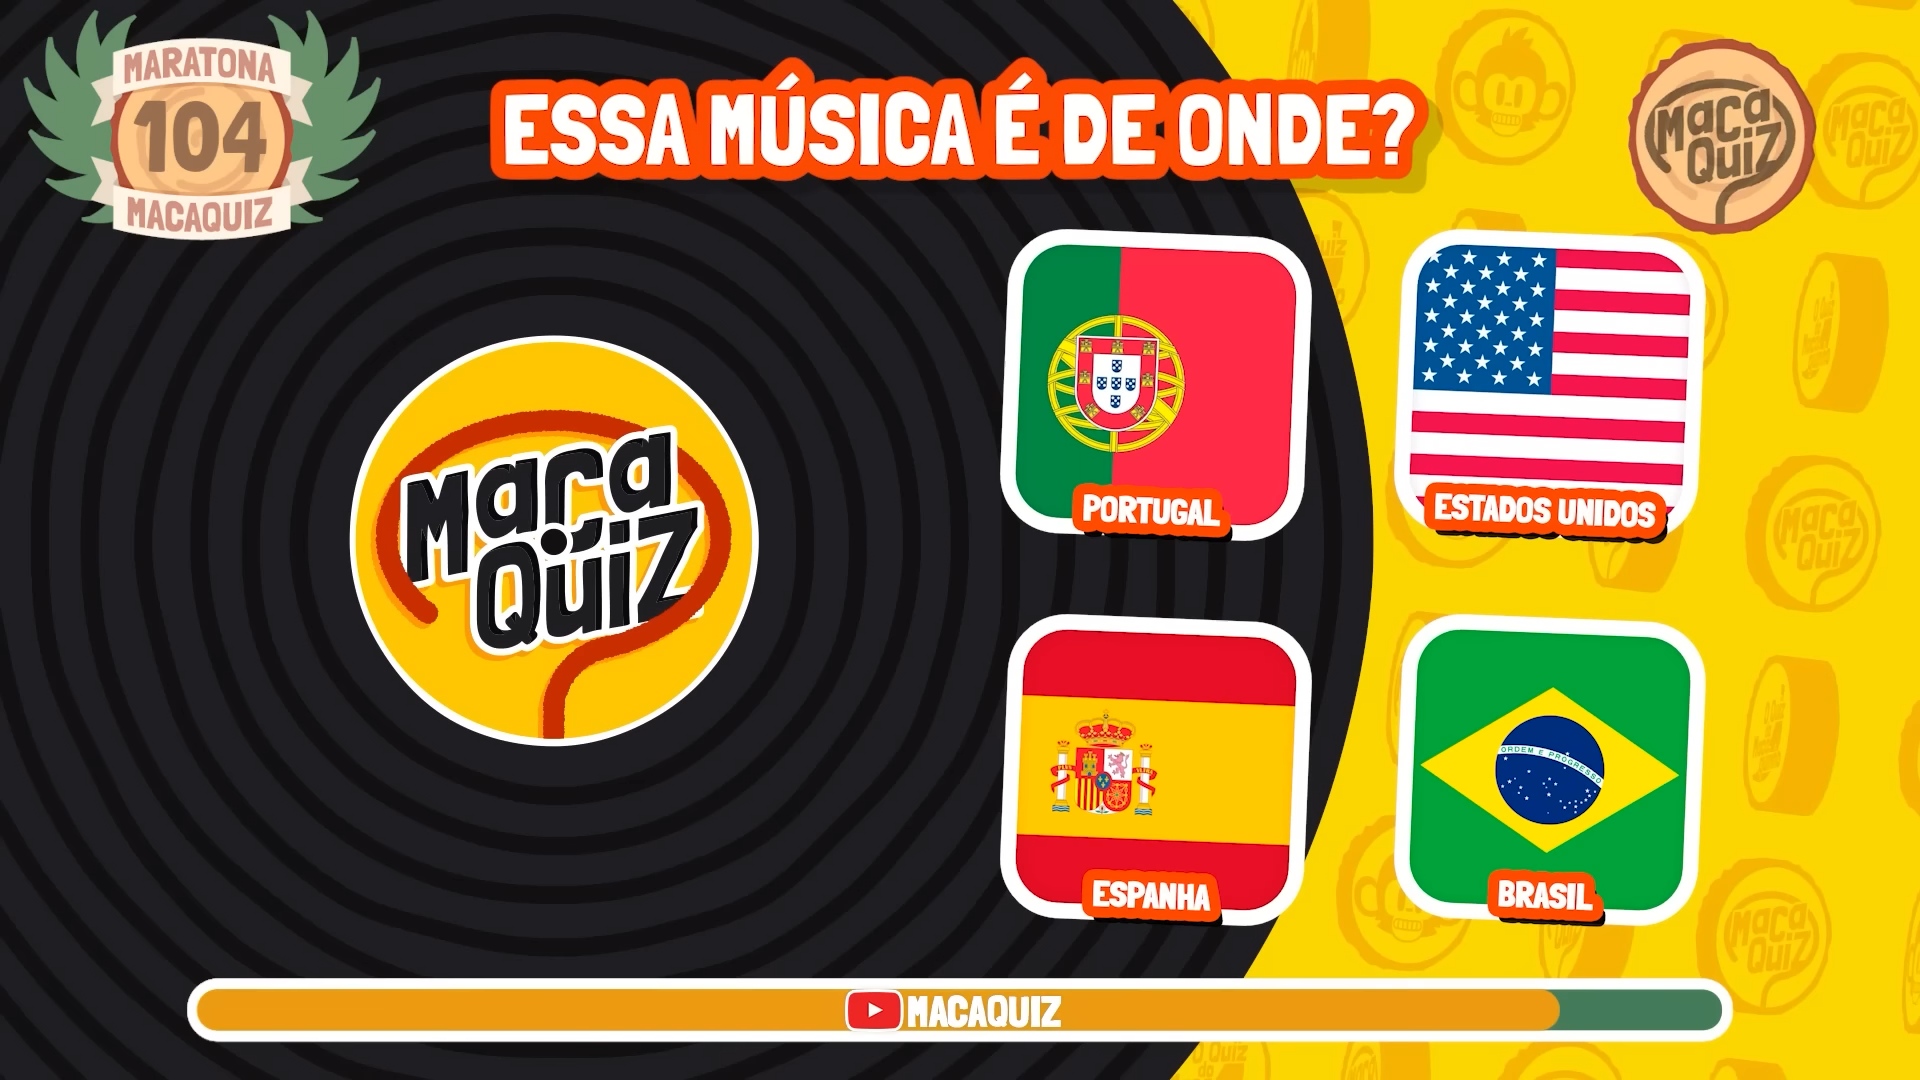 MARATONA
104
MACAQUIZ
ESSA MÚSICA É DE ONDE?
Maca
Quiz
Maca
Quiz
PORTUGAL
ESTADOS UNIDOS
ESPANHA
ORDEM E PROGRESSO
BRASIL
MACAQUIZ